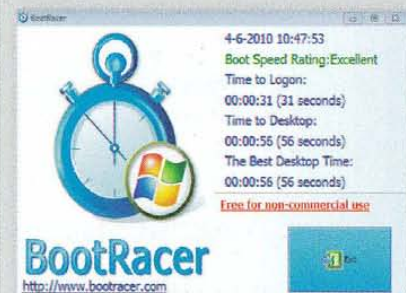 BootRacer
4-6-2010 10:47:53
Boot Speed Rating:Excellent
Time to Logon:
00:00:31 (31 seconds)
Time to Desktop:
00:00:56 (56 seconds)
The Best Desktop Time:
00:00:56 (56 seconds)
Free for non-commercial use
BootRacer
http://www.bootracer.com
Exit